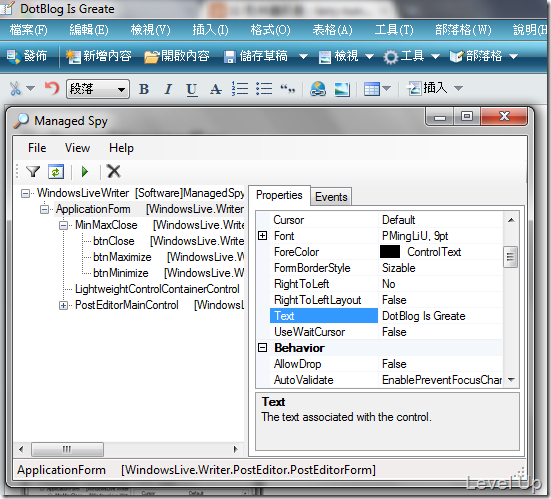 DotBlog Is Greate
檔案(F) 編輯(E) 檢視(V) 插入(I) 格式(O) 表格(A) 工具(T) 部落格(W) 說明(H
發佈 新增內容 開啟內容 儲存草稿 檢視 工具 部落格
段落 B I U A 插入
Managed Spy
File View Help
WindowsLiveWriter [Software]ManagedSpy
ApplicationForm [WindowsLive.Writer
MinMaxClose [WindowsLive.Write
btnClose [WindowsLive.Write
btnMaximize [WindowsLive.
btnMinimize [WindowsLive.
LightweightControlContainerControl
PostEditorMainControl [WindowsL
Properties Events
Cursor Default
Font PMingLiU, 9pt
ForeColor ControlText
FormBorderStyle Sizable
RightToLeft No
RightToLeftLayout False
Text DotBlog Is Greate
UseWaitCursor False
Behavior
AllowDrop False
AutoValidate EnablePreventFocusChar
Text
The text associated with the control.
ApplicationForm [WindowsLive.Writer.PostEditor.PostEditorForm]
Level Up